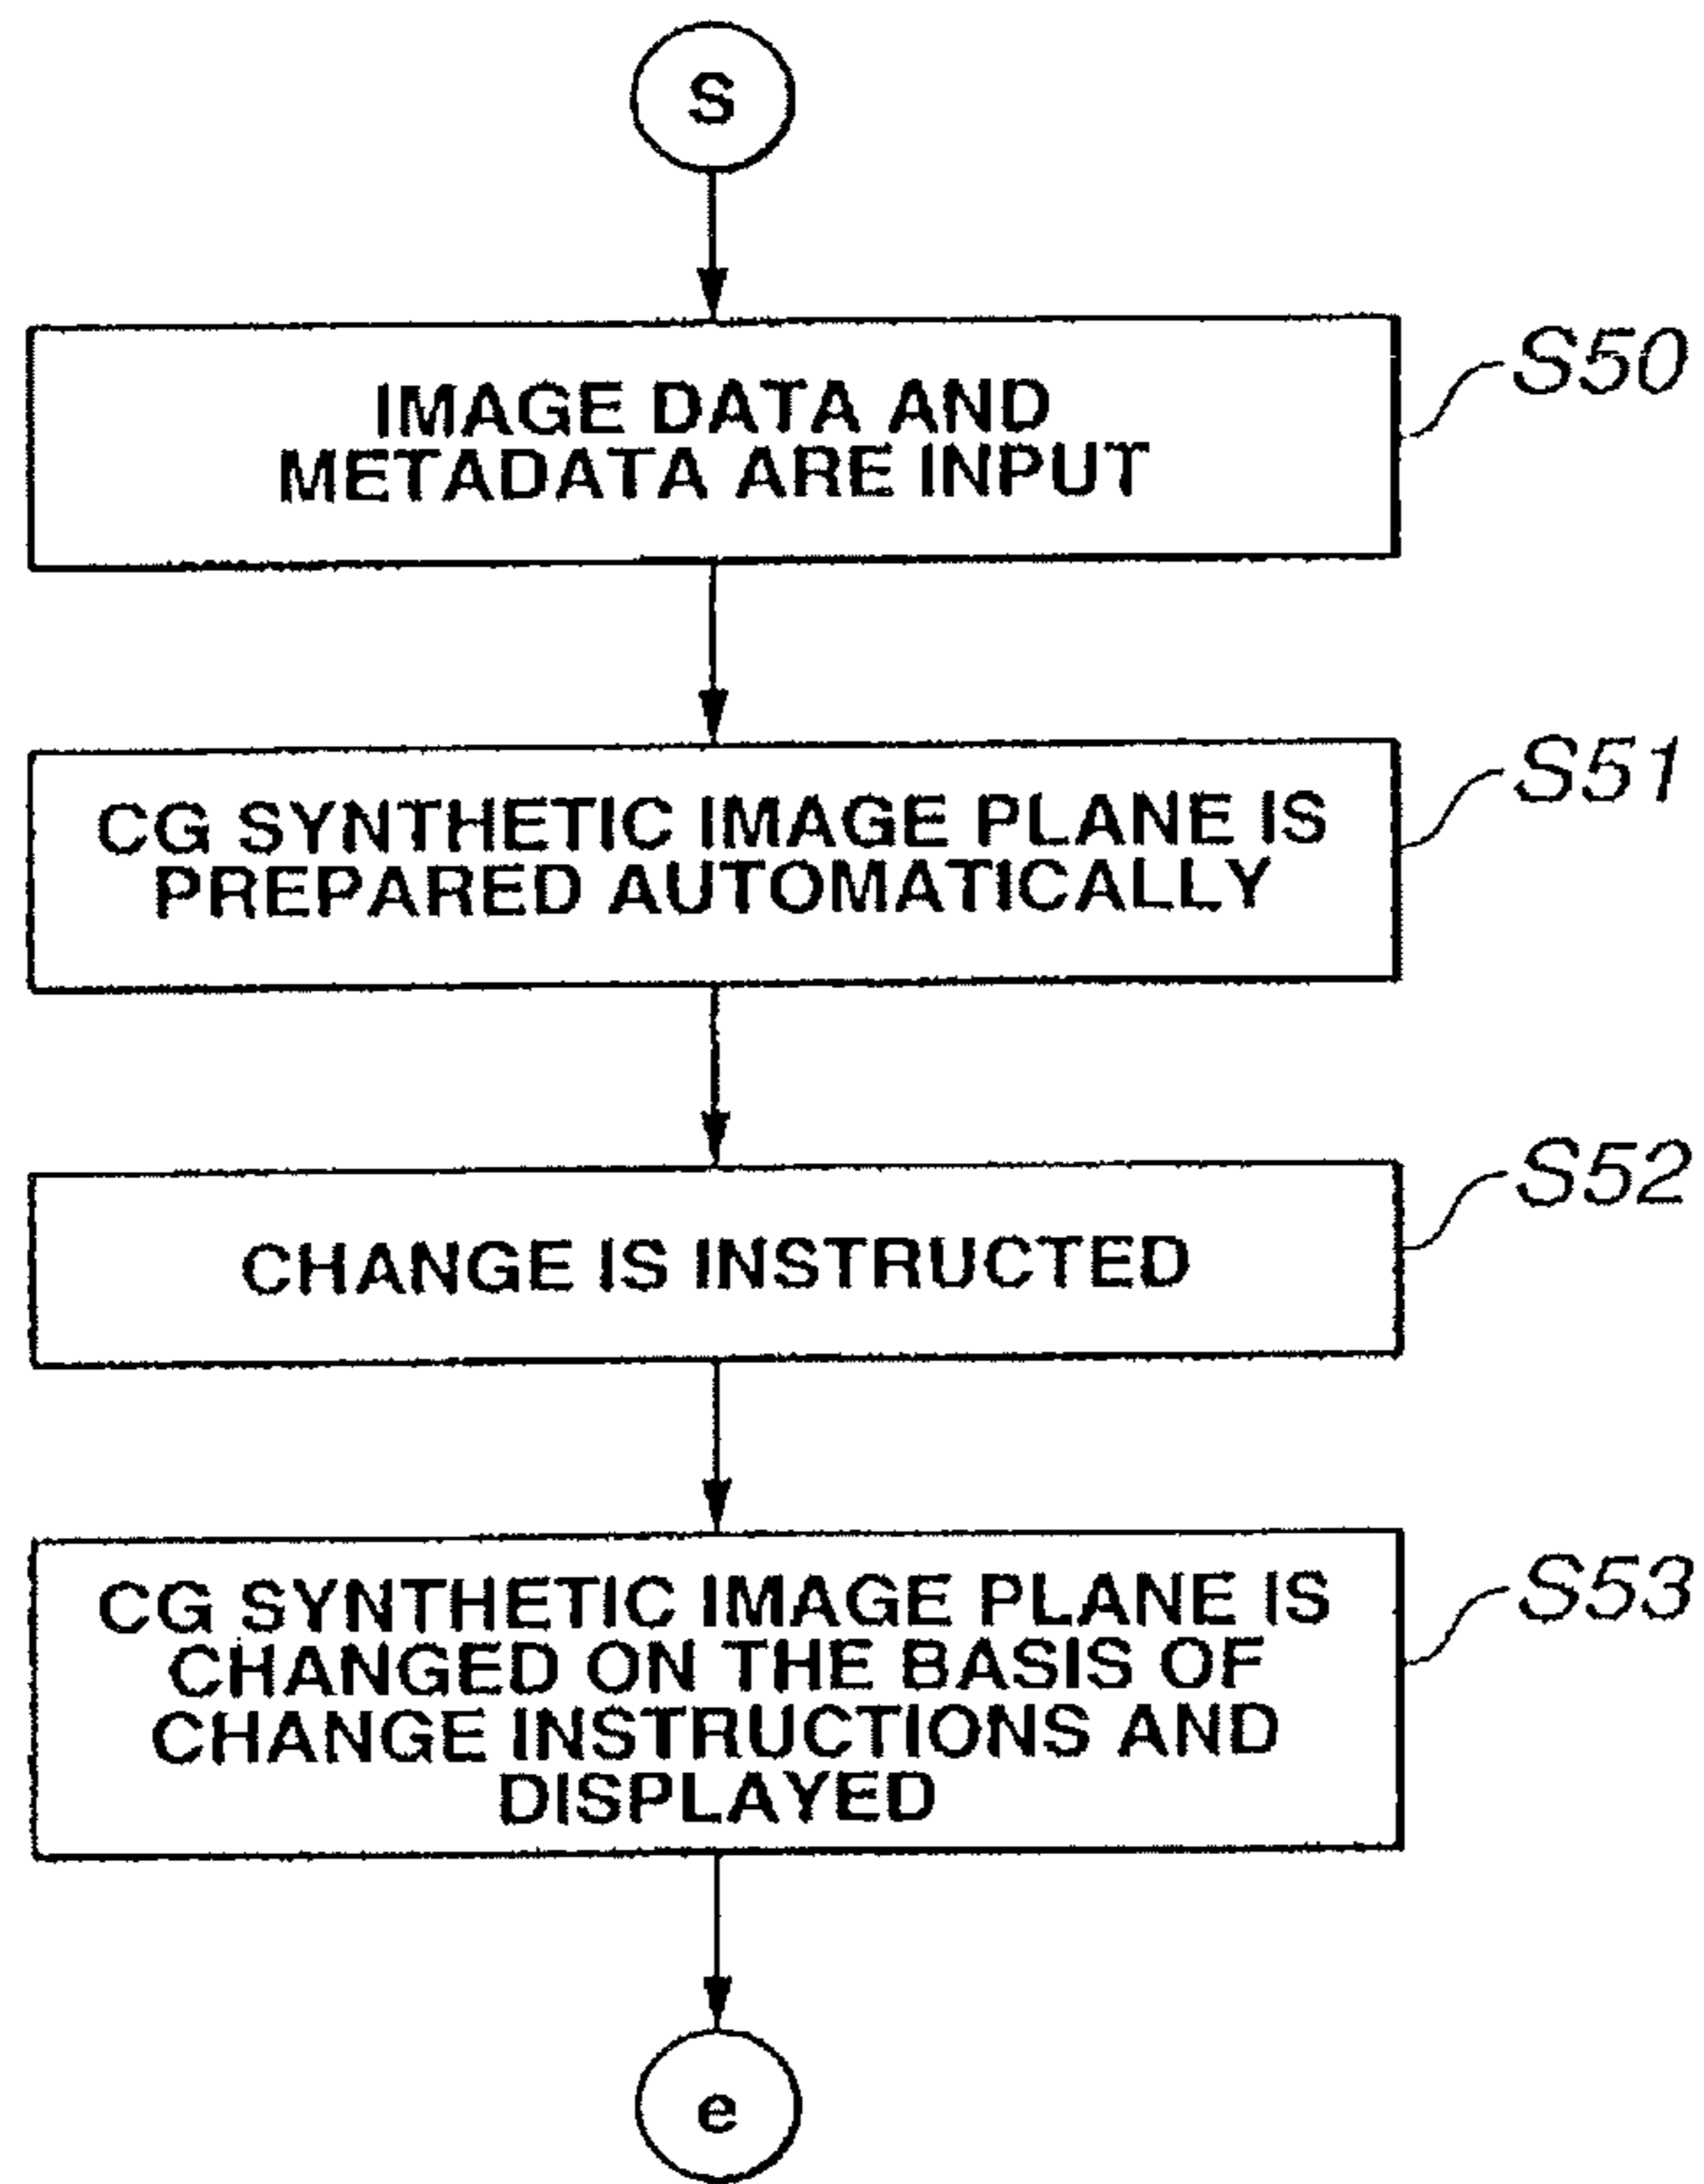 S
IMAGE DATA AND
METADATA ARE INPUT
S50
CG SYNTHETIC IMAGE PLANE IS
PREPARED AUTOMATICALLY
S51
CHANGE IS INSTRUCTED
S52
CG SYNTHETIC IMAGE PLANE IS
CHANGED ON THE BASIS OF
CHANGE INSTRUCTIONS AND
DISPLAYED
S53
e